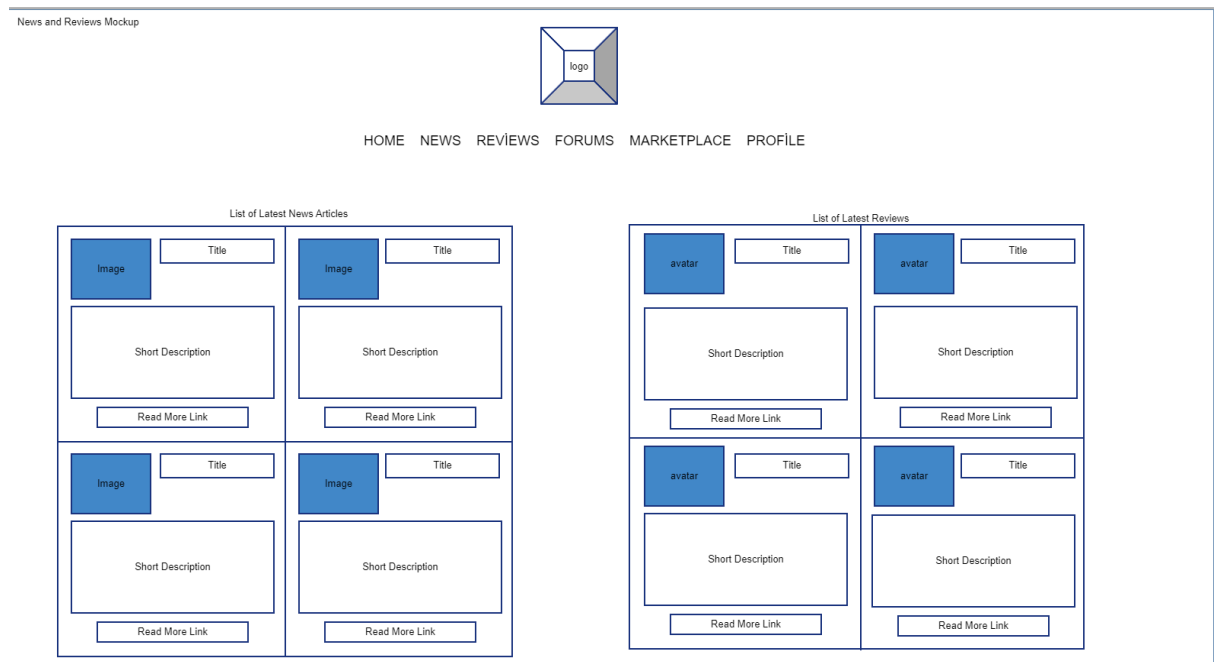 News and Reviews Mockup
logo
HOME NEWS REVİEWS FORUMS MARKETPLACE PROFİLE
List of Latest News Articles
Image
Title
Short Description
Read More Link
Image
Title
Short Description
Read More Link
Image
Title
Short Description
Read More Link
Image
Title
Short Description
Read More Link
List of Latest Reviews
avatar
Title
Short Description
Read More Link
avatar
Title
Short Description
Read More Link
avatar
Title
Short Description
Read More Link
avatar
Title
Short Description
Read More Link